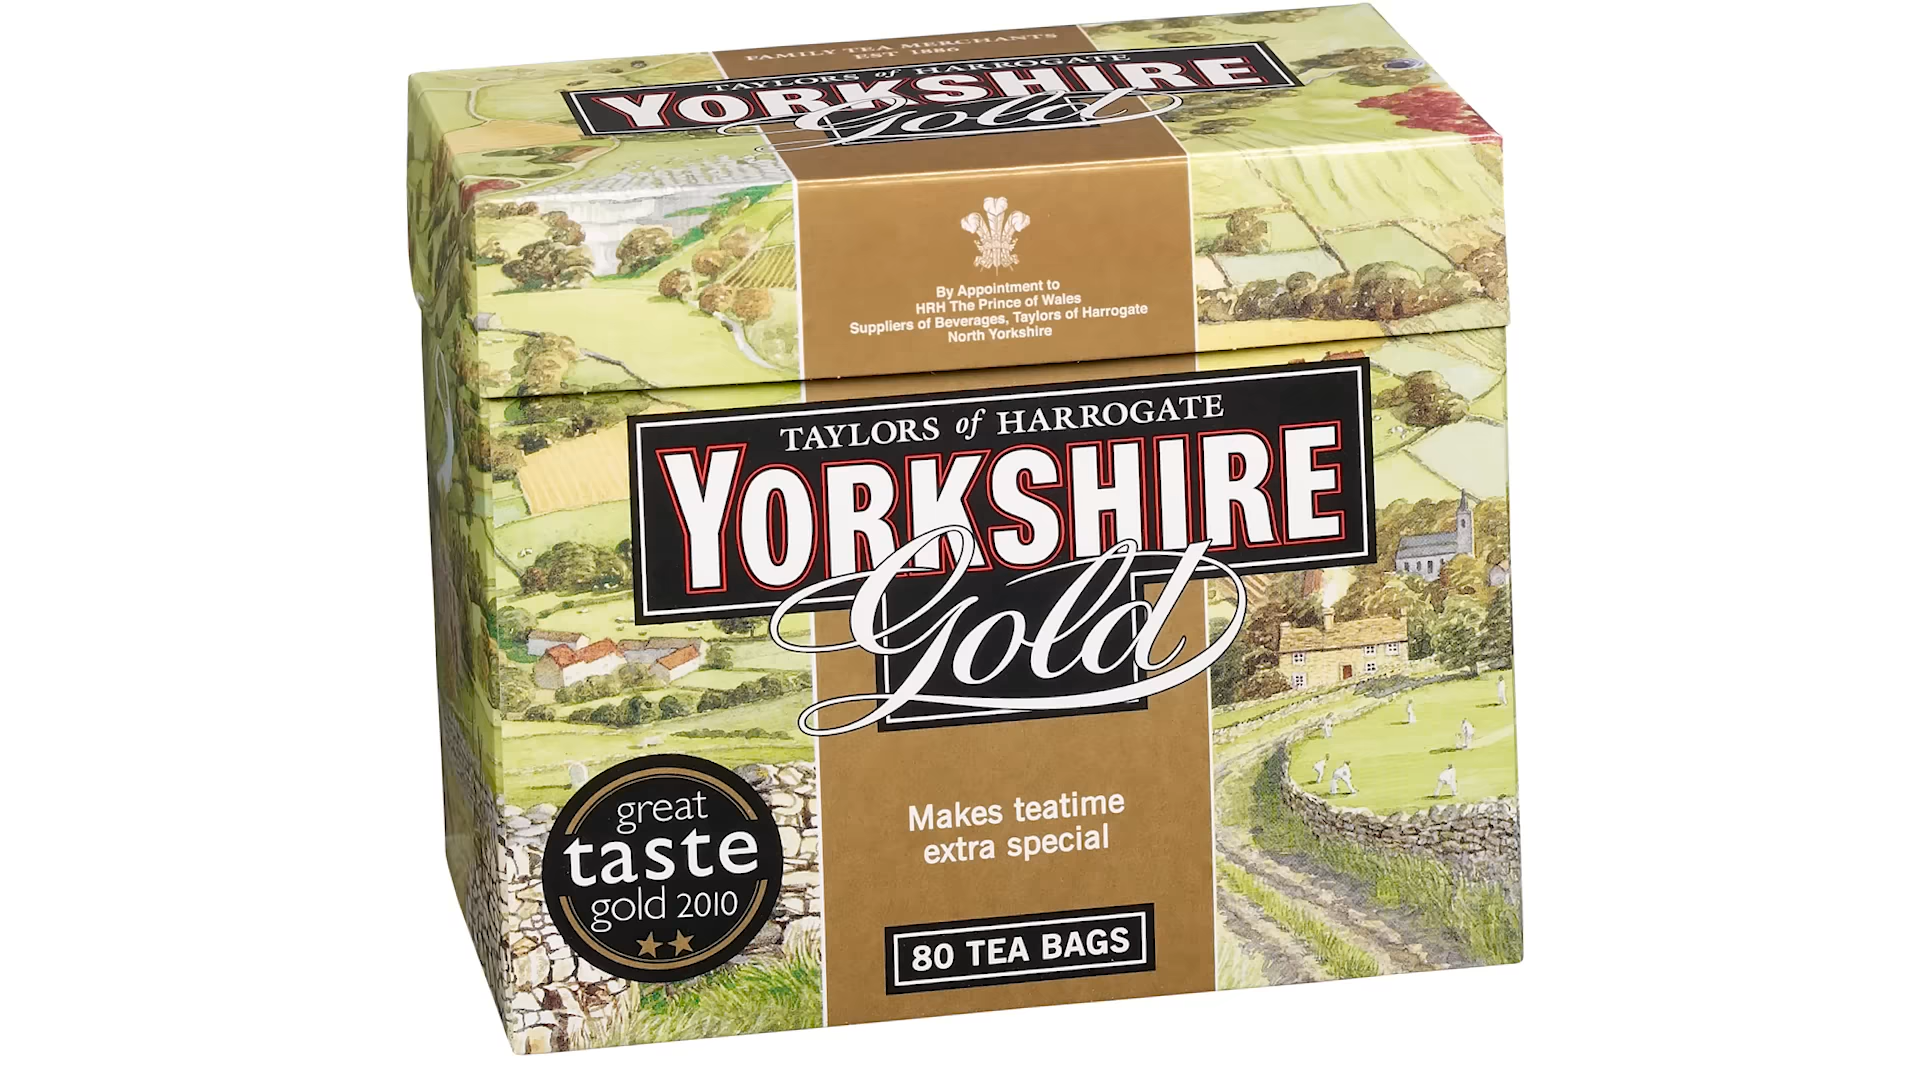 FAMILY TEA MERCHANTS
EST 1886
TAYLORS of HARROGATE
YORKSHIRE
Gold
By Appointment to
HRH The Prince of Wales
Suppliers of Beverages, Taylors of Harrogate
North Yorkshire
TAYLORS of HARROGATE
YORKSHIRE
Gold
Makes teatime
extra special
80 TEA BAGS
great
taste
gold 2010